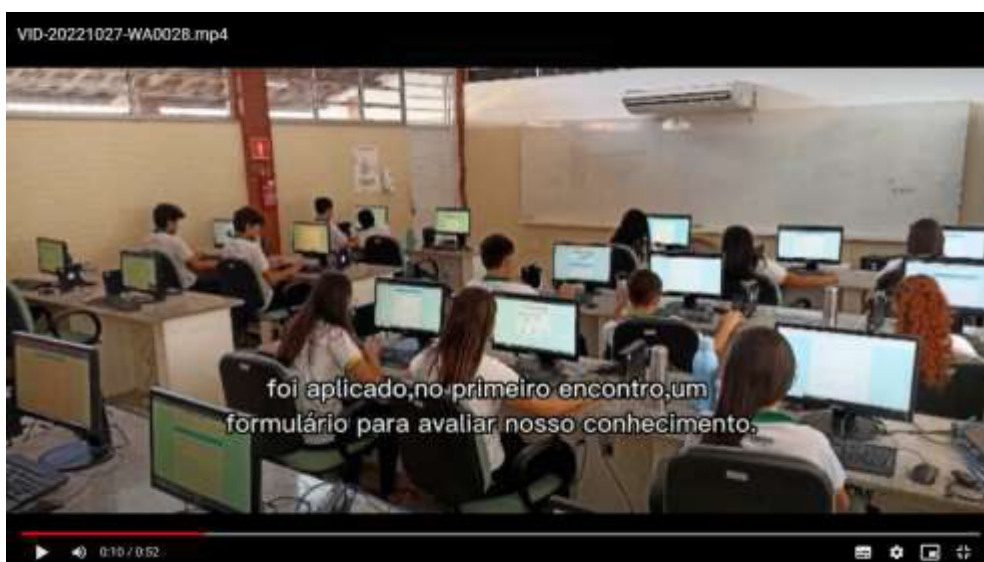 VID-20221027-WA0028.mp4
foi aplicado,no primeiro encontro,um
formulário para avaliar nosso conhecimento.
0:10 / 0:52